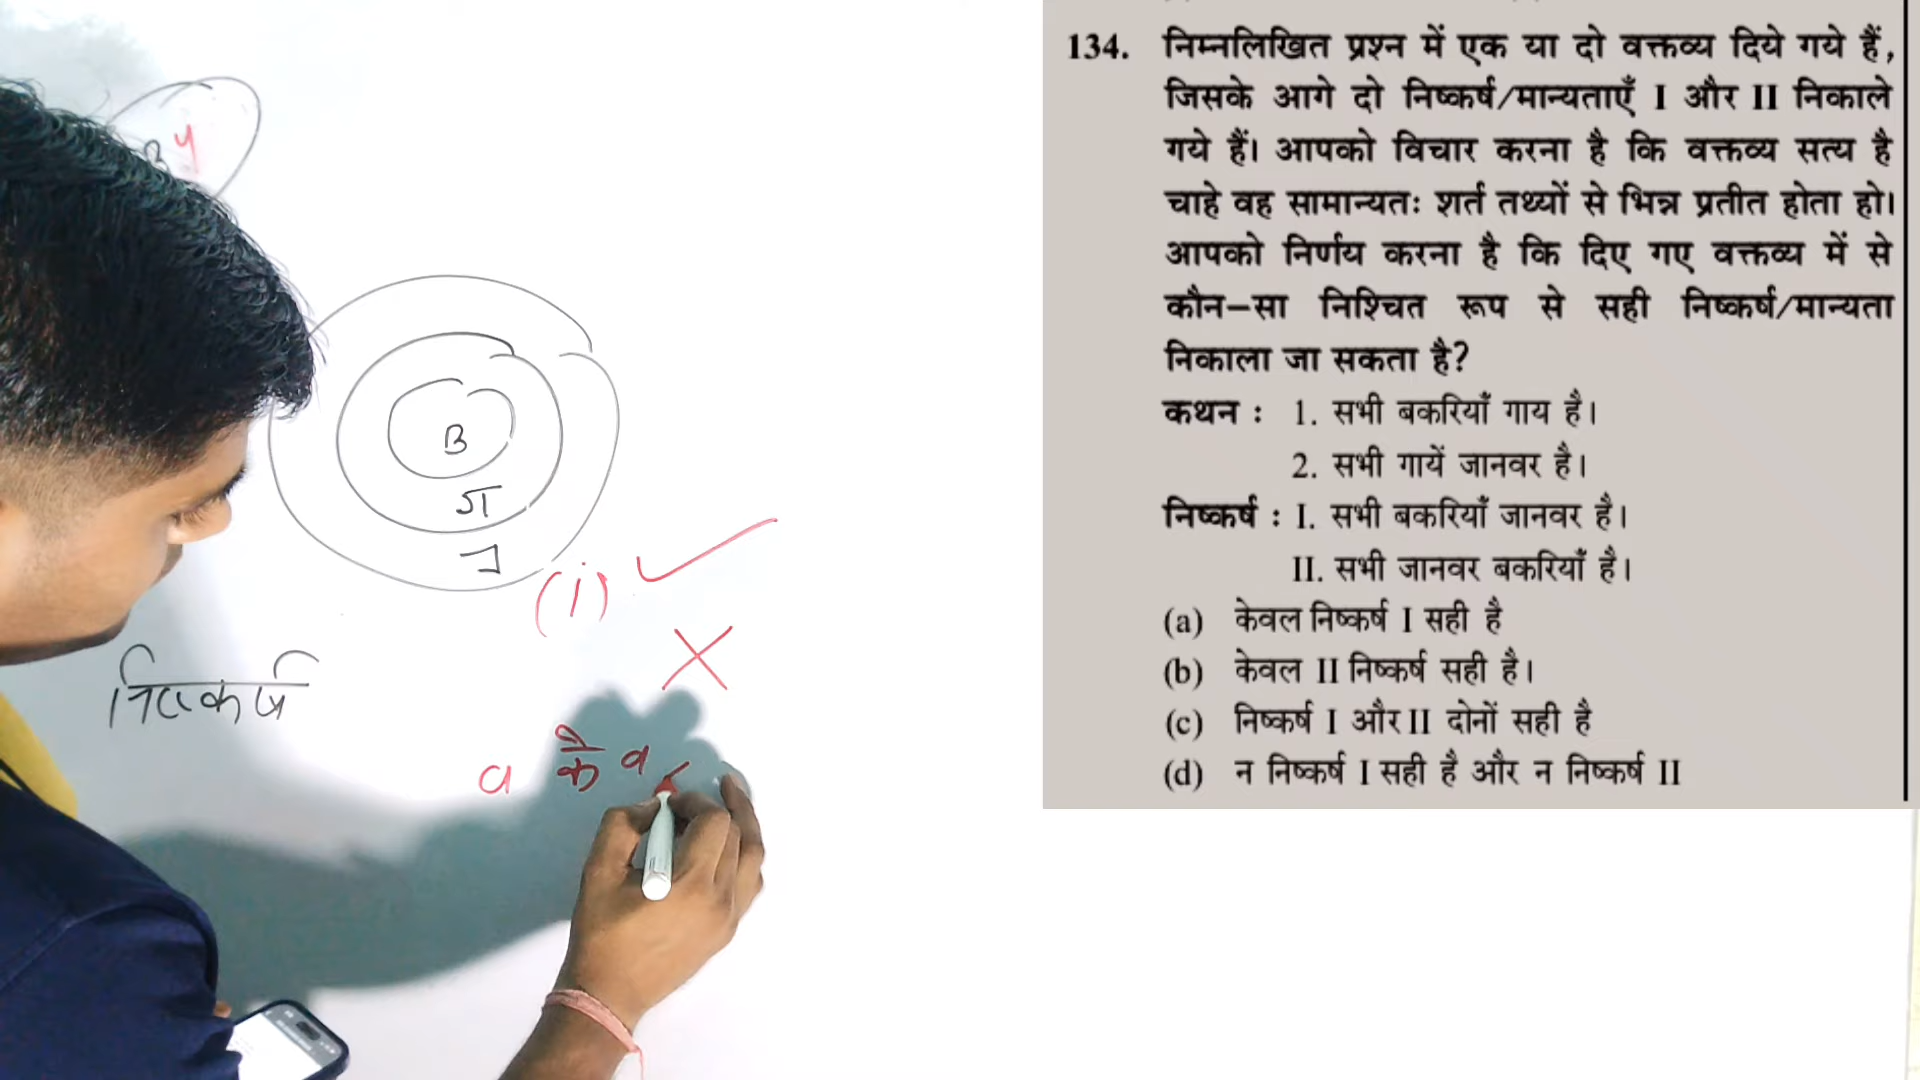 134. निम्नलिखित प्रश्न में एक या दो वक्तव्य दिये गये हैं,
जिसके आगे दो निष्कर्ष/मान्यताएँ I और II निकाले
गये हैं। आपको विचार करना है कि वक्तव्य सत्य है
चाहे वह सामान्यतः शर्त तथ्यों से भिन्न प्रतीत होता हो।
आपको निर्णय करना है कि दिए गए वक्तव्य में से
कौन-सा निश्चित रूप से सही निष्कर्ष/मान्यता
निकाला जा सकता है?
कथन : 1. सभी बकरियाँ गाय है।
2. सभी गायें जानवर है।
निष्कर्ष : I. सभी बकरियाँ जानवर है।
II. सभी जानवर बकरियाँ है।
(a) केवल निष्कर्ष I सही है
(b) केवल II निष्कर्ष सही है।
(c) निष्कर्ष I और II दोनों सही है
(d) न निष्कर्ष I सही है और न निष्कर्ष II
B
गा
(i) ✓
✗
a के व